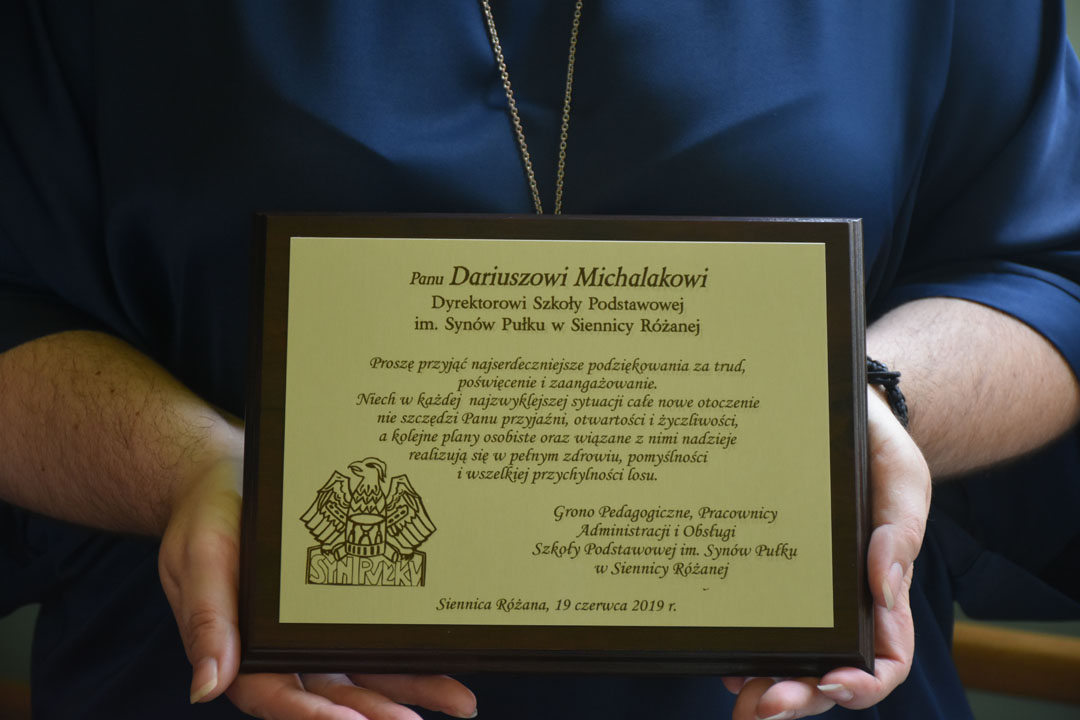 Panu Dariuszowi Michalakowi
Dyrektorowi Szkoły Podstawowej
im. Synów Pułku w Siennicy Różanej
Proszę przyjąć najserdeczniejsze podziękowania za trud,
poświęcenie i zaangażowanie.
Niech w każdej najzwyklejszej sytuacji całe nowe otoczenie
nie szczędzi Panu przyjaźni, otwartości i życzliwości,
a kolejne plany osobiste oraz wiązane z nimi nadzieje
realizują się w pełnym zdrowiu, pomyślności
i wszelkiej przychylności losu.
SYN PUŁKU
Grono Pedagogiczne, Pracownicy
Administracji i Obsługi
Szkoły Podstawowej im. Synów Pułku
w Siennicy Różanej
Siennica Różana, 19 czerwca 2019 r.